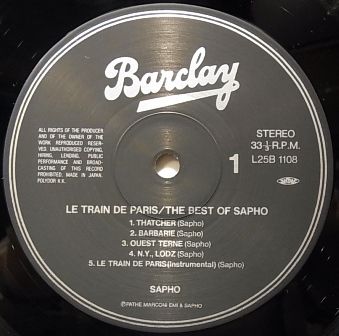 Barclay
ALL RIGHTS OF THE PRODUCER
AND OF THE OWNER OF THE
WORK REPRODUCED RESER-
VED. UNAUTHORISED COPYING,
HIRING, LENDING, PUBLIC
PERFORMANCE AND BROAD-
CASTING OF THIS RECORD
PROHIBITED. MADE IN JAPAN.
POLYDOR K.K.
STEREO
33⅓ R.P.M.
1 L25B 1108
LE TRAIN DE PARIS/THE BEST OF SAPHO
1. THATCHER (Sapho)
2. BARBARIE (Sapho)
3. OUEST TERNE (Sapho)
4. N.Y., LODZ (Sapho)
5. LE TRAIN DE PARIS(Instrumental) (Sapho)
SAPHO
ⓅPATHE MARCONI EMI & SAPHO